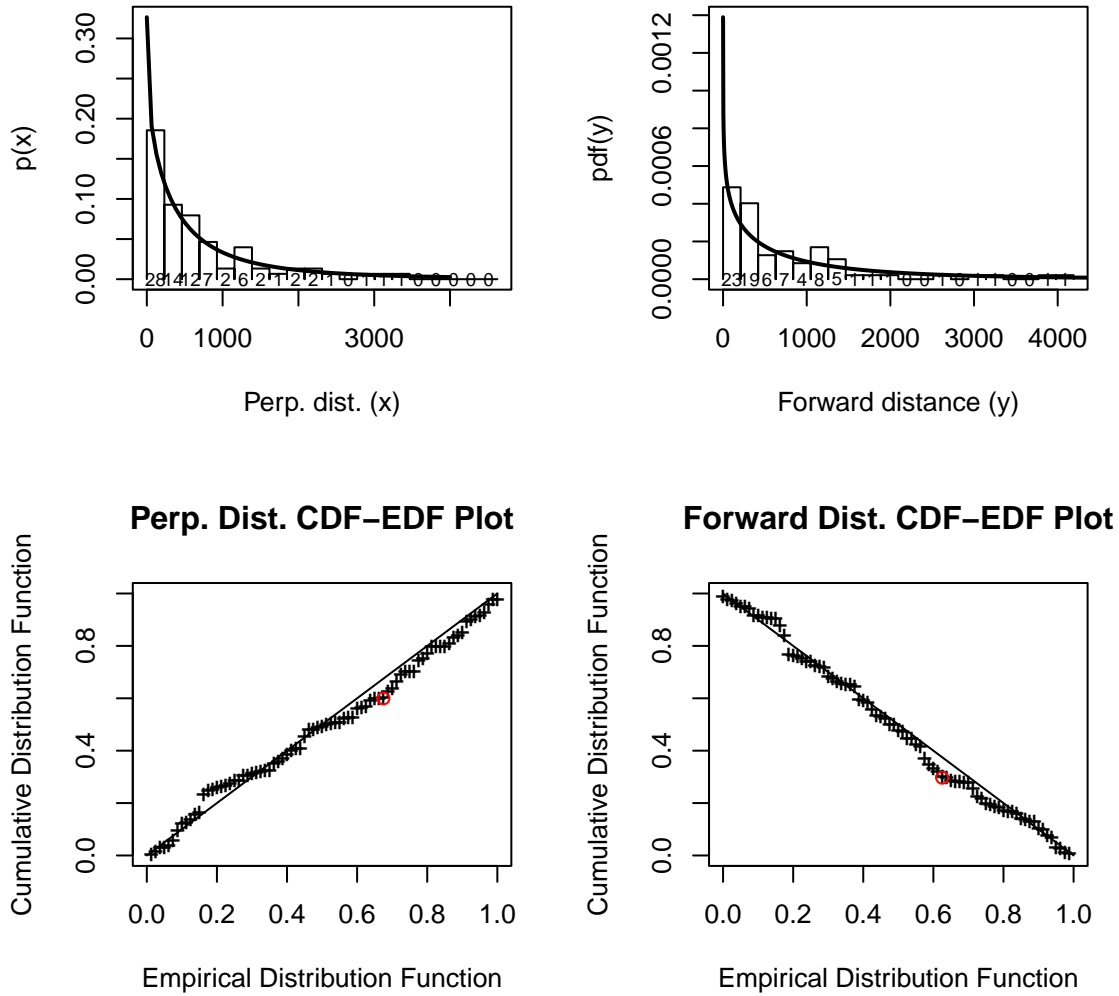 0.30
0.20
0.10
0.00
p(x)
28 14 12 7 2 6 2 1 2 2 1 0 1 1 1 0 0 0 0 0
0 1000 3000
Perp. dist. (x)
0.0012
0.0006
0.0000
pdf(y)
23 19 6 7 4 8 5 1 1 1 0 0 1 0 1 1 0 0 1 1
0 1000 2000 3000 4000
Forward distance (y)
Perp. Dist. CDF−EDF Plot
Cumulative Distribution Function
0.8
0.4
0.0
0.0 0.2 0.4 0.6 0.8 1.0
Empirical Distribution Function
Forward Dist. CDF−EDF Plot
Cumulative Distribution Function
0.8
0.4
0.0
0.0 0.2 0.4 0.6 0.8 1.0
Empirical Distribution Function